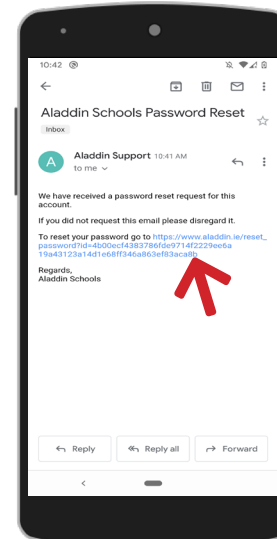 10:42
Aladdin Schools Password Reset
Inbox
A
Aladdin Support 10:41 AM
to me
We have received a password reset request for this
account.
If you did not request this email please disregard it.
To reset your password go to https://www.aladdin.ie/reset_
password?id=4b00ecf4383786fde9714f2229ee6a
19a43123a14d1e68ff346a863ef83aca8b
Regards,
Aladdin Schools
Reply
Reply all
Forward